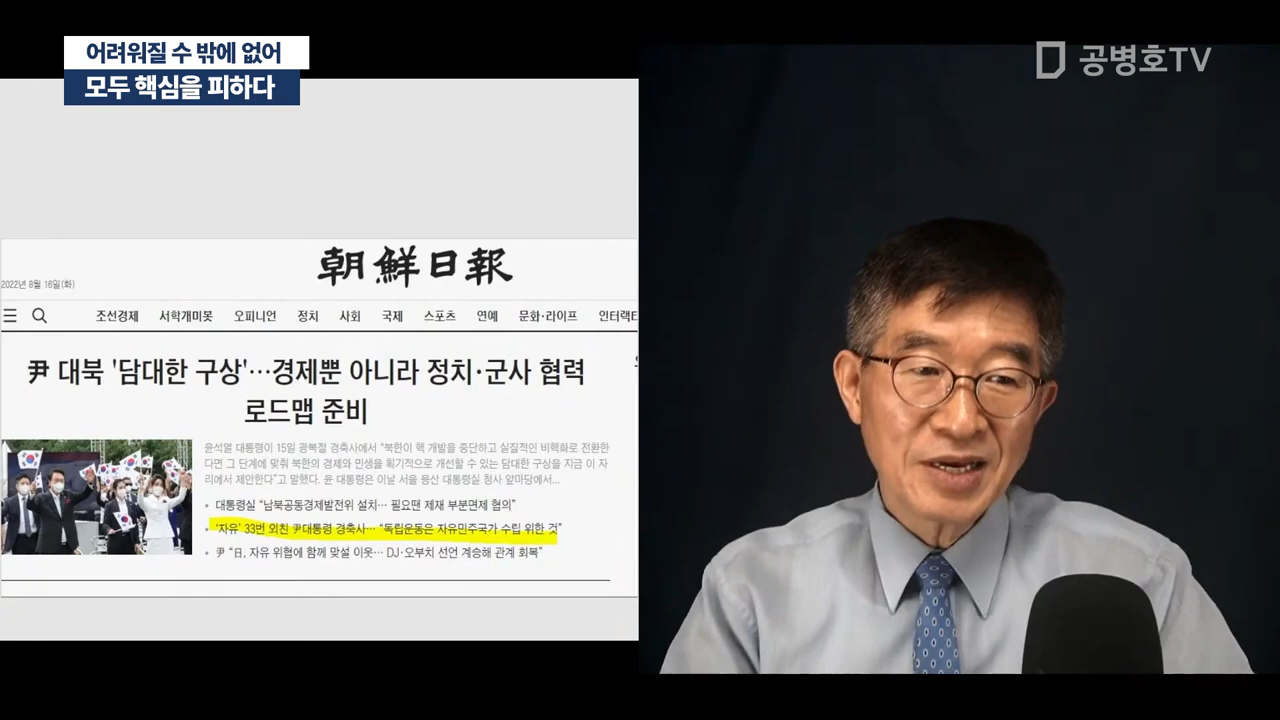 어려워질 수 밖에 없어
모두 핵심을 피하다
공병호TV
朝鮮日報
2022년 8월 16일(화)
조선경제 서학개미봇 오피니언 정치 사회 국제 스포츠 연예 문화·라이프 인터랙티
尹 대북 '담대한 구상'…경제뿐 아니라 정치·군사 협력
로드맵 준비
윤석열 대통령이 15일 광복절 경축사에서 “북한이 핵 개발을 중단하고 실질적인 비핵화로 전환한
다면 그 단계에 맞춰 북한의 경제와 민생을 획기적으로 개선할 수 있는 담대한 구상을 지금 이 자
리에서 제안한다”고 말했다. 윤 대통령은 이날 서울 용산 대통령실 청사 앞마당에서...
대통령실 “남북공동경제발전위 설치… 필요땐 제재 부분면제 협의”
‘자유’ 33번 외친 尹대통령 경축사… “독립운동은 자유민주국가 수립 위한 것”
尹 “日, 자유 위협에 함께 맞설 이웃… DJ·오부치 선언 계승해 관계 회복”